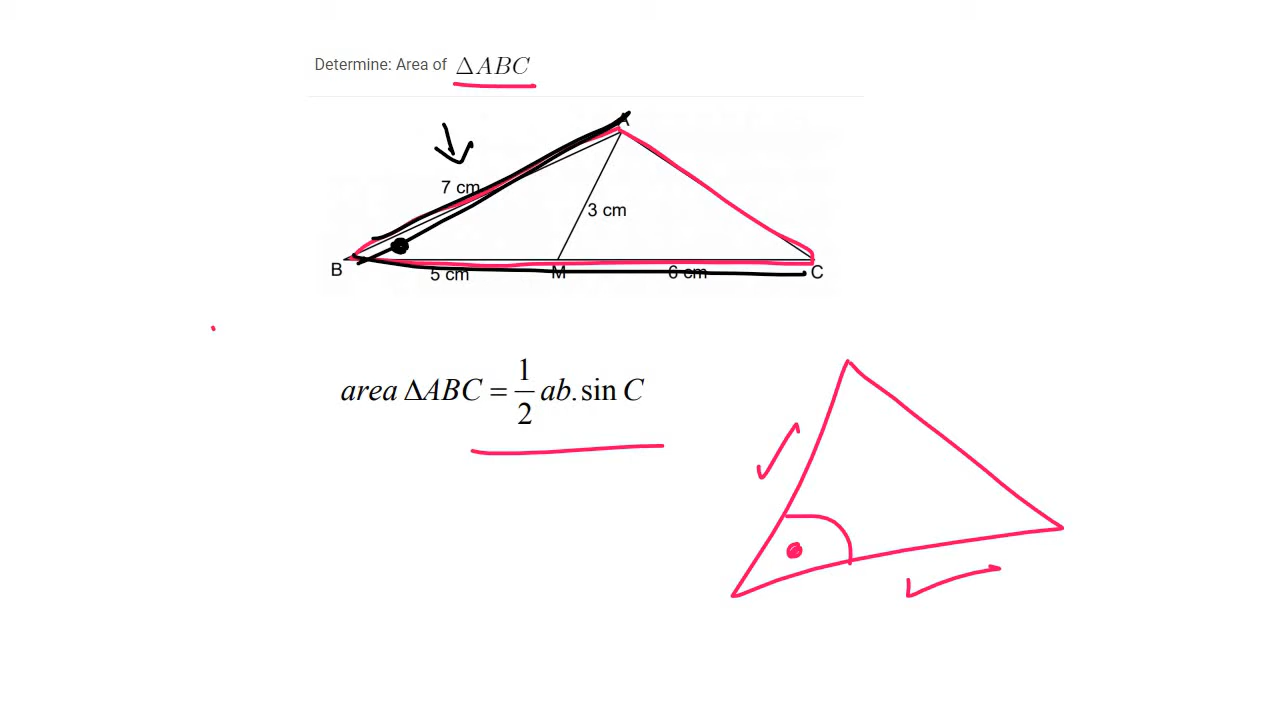 Determine: Area of ΔABC
A
7 cm
3 cm
B
5 cm
M
6 cm
C
area ΔABC = 1/2 ab. sin C